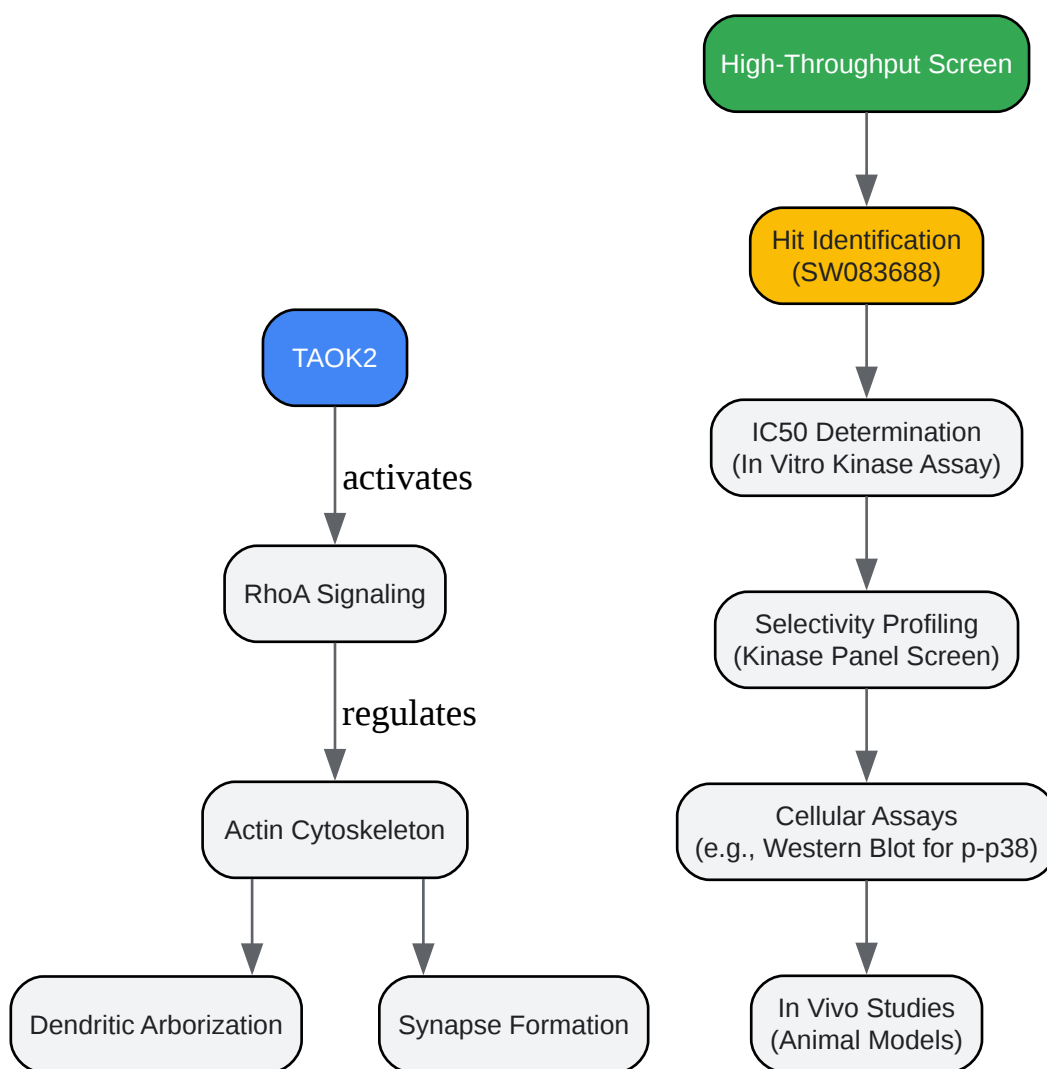 TAOK2
activates
RhoA Signaling
regulates
Actin Cytoskeleton
Dendritic Arborization
Synapse Formation
High-Throughput Screen
Hit Identification
(SW083688)
IC50 Determination
(In Vitro Kinase Assay)
Selectivity Profiling
(Kinase Panel Screen)
Cellular Assays
(e.g., Western Blot for p-p38)
In Vivo Studies
(Animal Models)